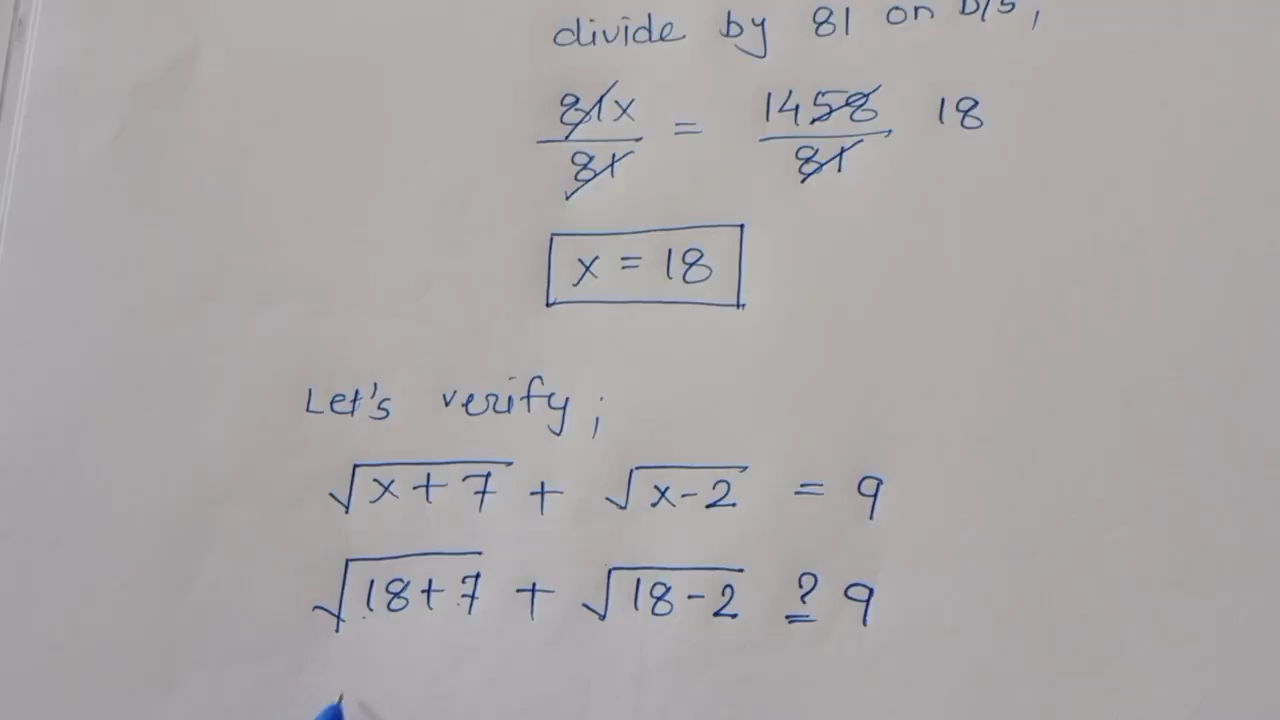 divide by 81 on b/s,
81x/81 = 1458/81 18
x = 18
Let's verify;
√x+7 + √x-2 = 9
√18+7 + √18-2 ?= 9